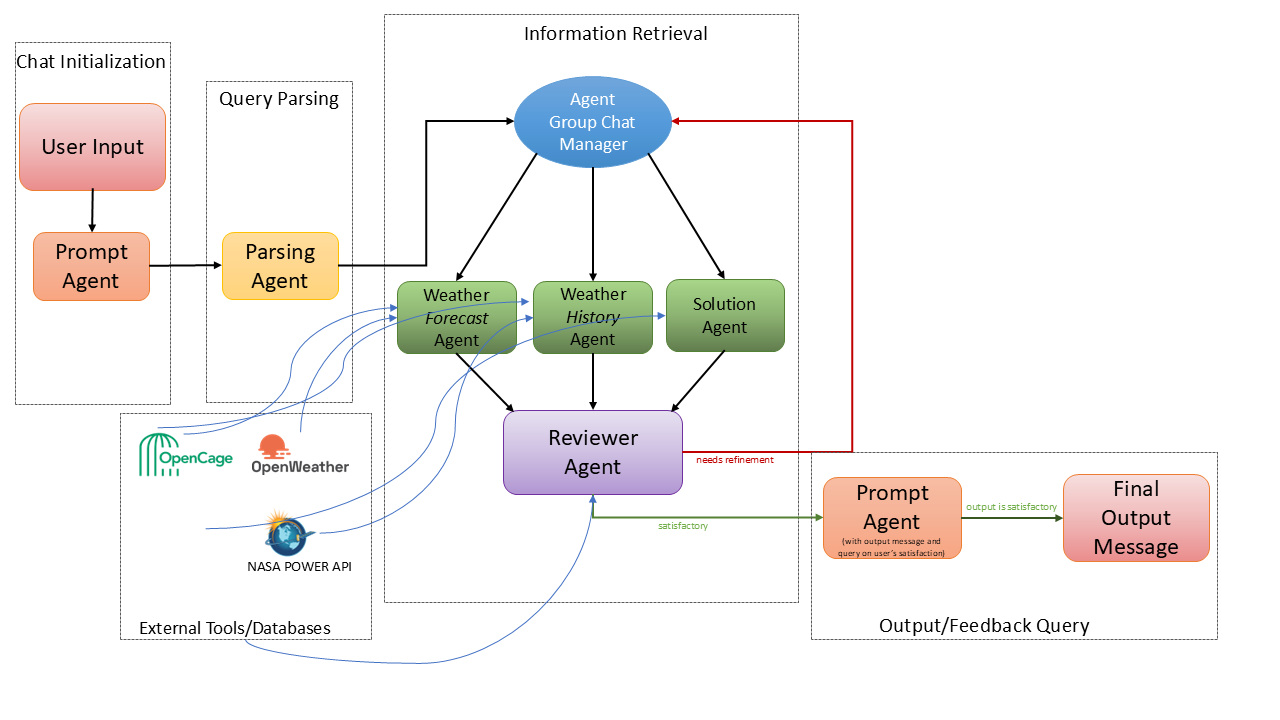 Information Retrieval
Chat Initialization
Query Parsing
Agent
Group Chat
Manager
User Input
Prompt
Agent
Parsing
Agent
Weather
Forecast
Agent
Weather
History
Agent
Solution
Agent
OpenCage
OpenWeather
NASA POWER API
External Tools/Databases
Reviewer
Agent
needs refinement
satisfactory
Prompt
Agent
(with output message and
query on user's satisfaction)
output is satisfactory
Final
Output
Message
Output/Feedback Query